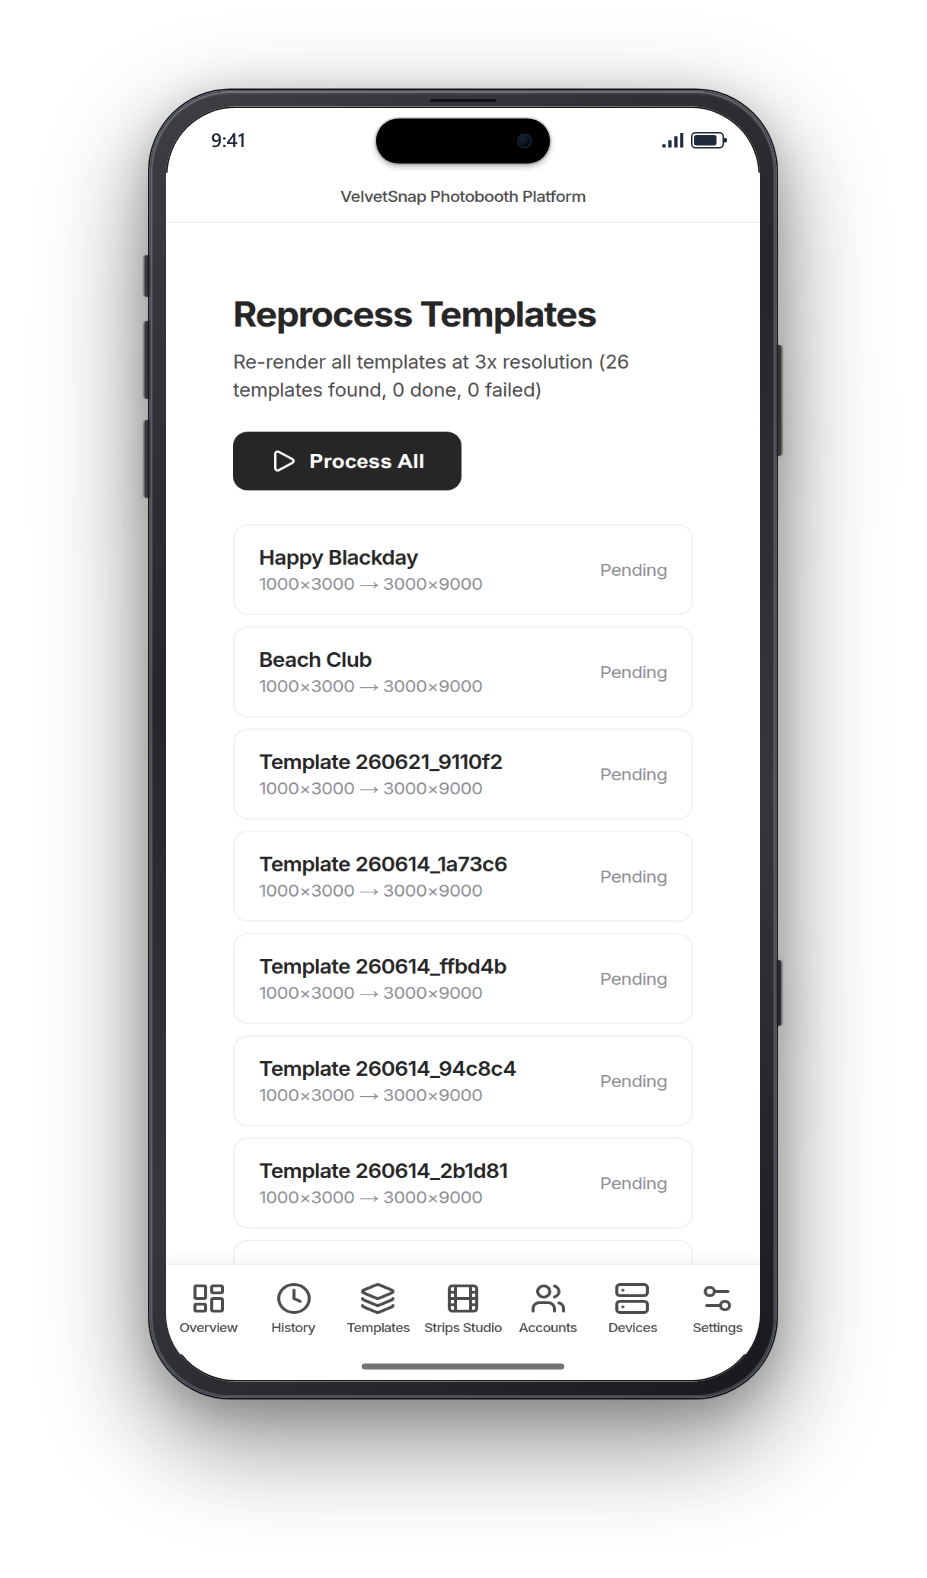 9:41
VelvetSnap Photobooth Platform
Reprocess Templates
Re-render all templates at 3x resolution (26
templates found, 0 done, 0 failed)
Process All
Happy Blackday
1000×3000 → 3000×9000
Pending
Beach Club
1000×3000 → 3000×9000
Pending
Template 260621_9110f2
1000×3000 → 3000×9000
Pending
Template 260614_1a73c6
1000×3000 → 3000×9000
Pending
Template 260614_ffbd4b
1000×3000 → 3000×9000
Pending
Template 260614_94c8c4
1000×3000 → 3000×9000
Pending
Template 260614_2b1d81
1000×3000 → 3000×9000
Pending
Overview
History
Templates
Strips Studio
Accounts
Devices
Settings